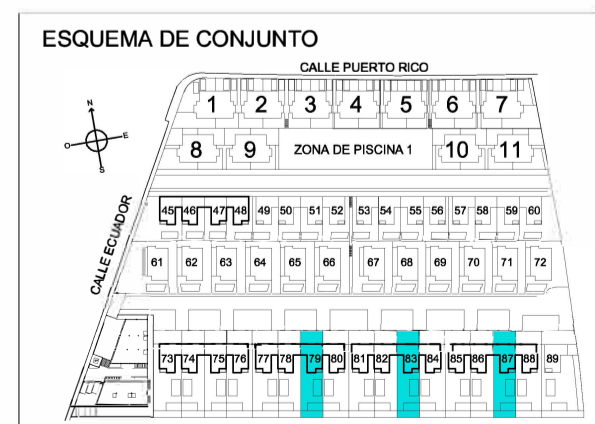 ESQUEMA DE CONJUNTO
CALLE PUERTO RICO
1 2 3 4 5 6 7
N
O E
S
8 9 ZONA DE PISCINA 1 10 11
CALLE ECUADOR
45 46 47 48 49 50 51 52 53 54 55 56 57 58 59 60
61 62 63 64 65 66 67 68 69 70 71 72
73 74 75 76 77 78 79 80 81 82 83 84 85 86 87 88 89